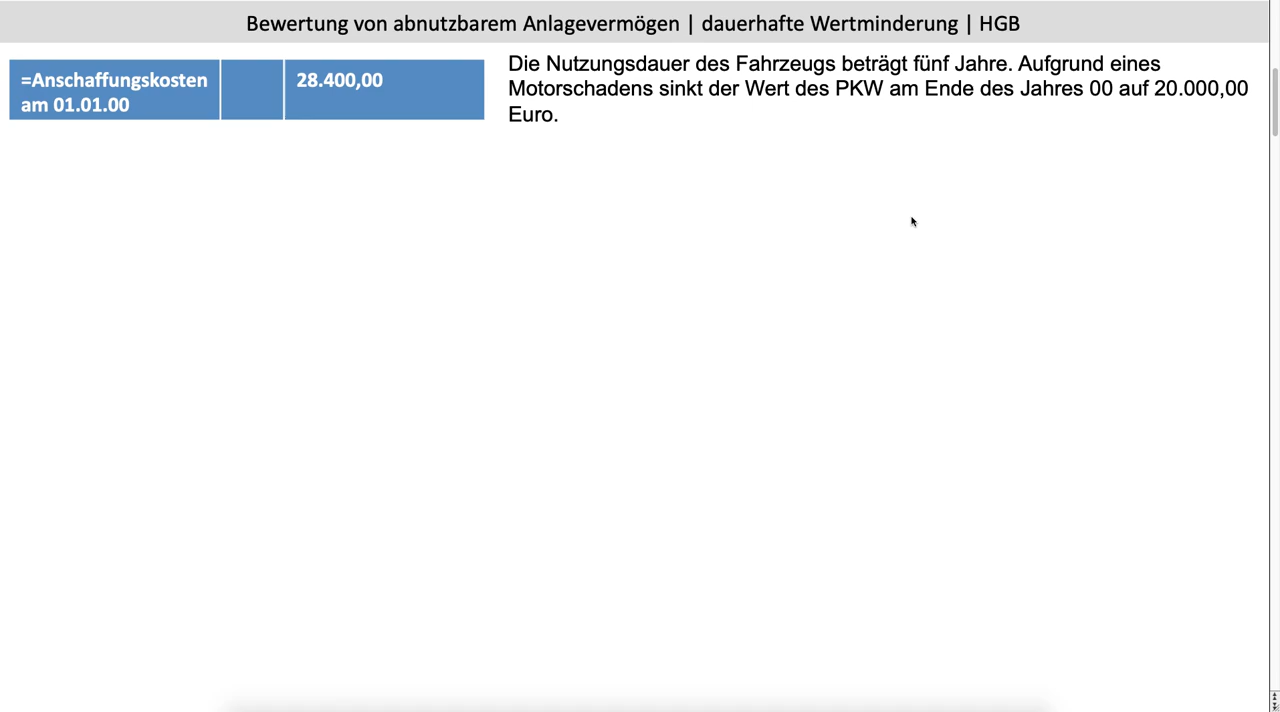 Bewertung von abnutzbarem Anlagevermögen | dauerhafte Wertminderung | HGB
=Anschaffungskosten
am 01.01.00
28.400,00
Die Nutzungsdauer des Fahrzeugs beträgt fünf Jahre. Aufgrund eines
Motorschadens sinkt der Wert des PKW am Ende des Jahres 00 auf 20.000,00
Euro.